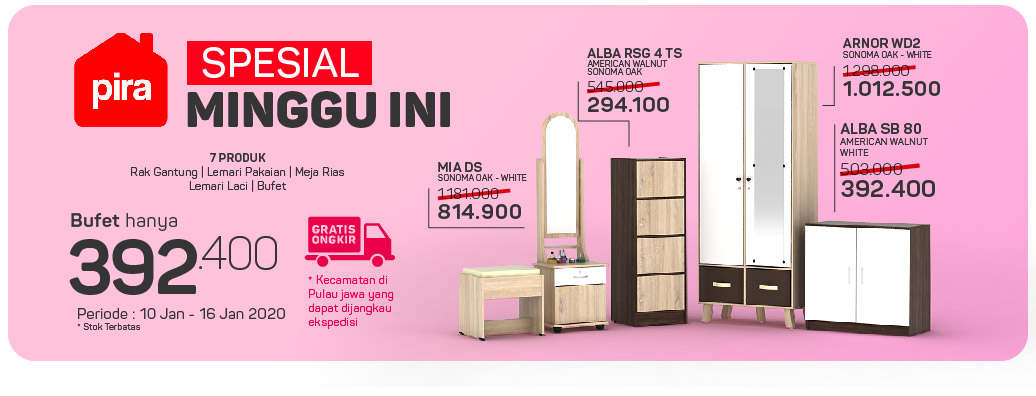 pira
SPESIAL
MINGGU INI
7 PRODUK
Rak Gantung | Lemari Pakaian | Meja Rias
Lemari Laci | Bufet
Bufet hanya
392.400
Periode : 10 Jan - 16 Jan 2020
* Stok Terbatas
GRATIS
ONGKIR
* Kecamatan di
Pulau jawa yang
dapat dijangkau
ekspedisi
MIA DS
SONOMA OAK - WHITE
1.181.000
814.900
ALBA RSG 4 TS
AMERICAN WALNUT
SONOMA OAK
545.000
294.100
ARNOR WD2
SONOMA OAK - WHITE
1.298.000
1.012.500
ALBA SB 80
AMERICAN WALNUT
WHITE
503.000
392.400